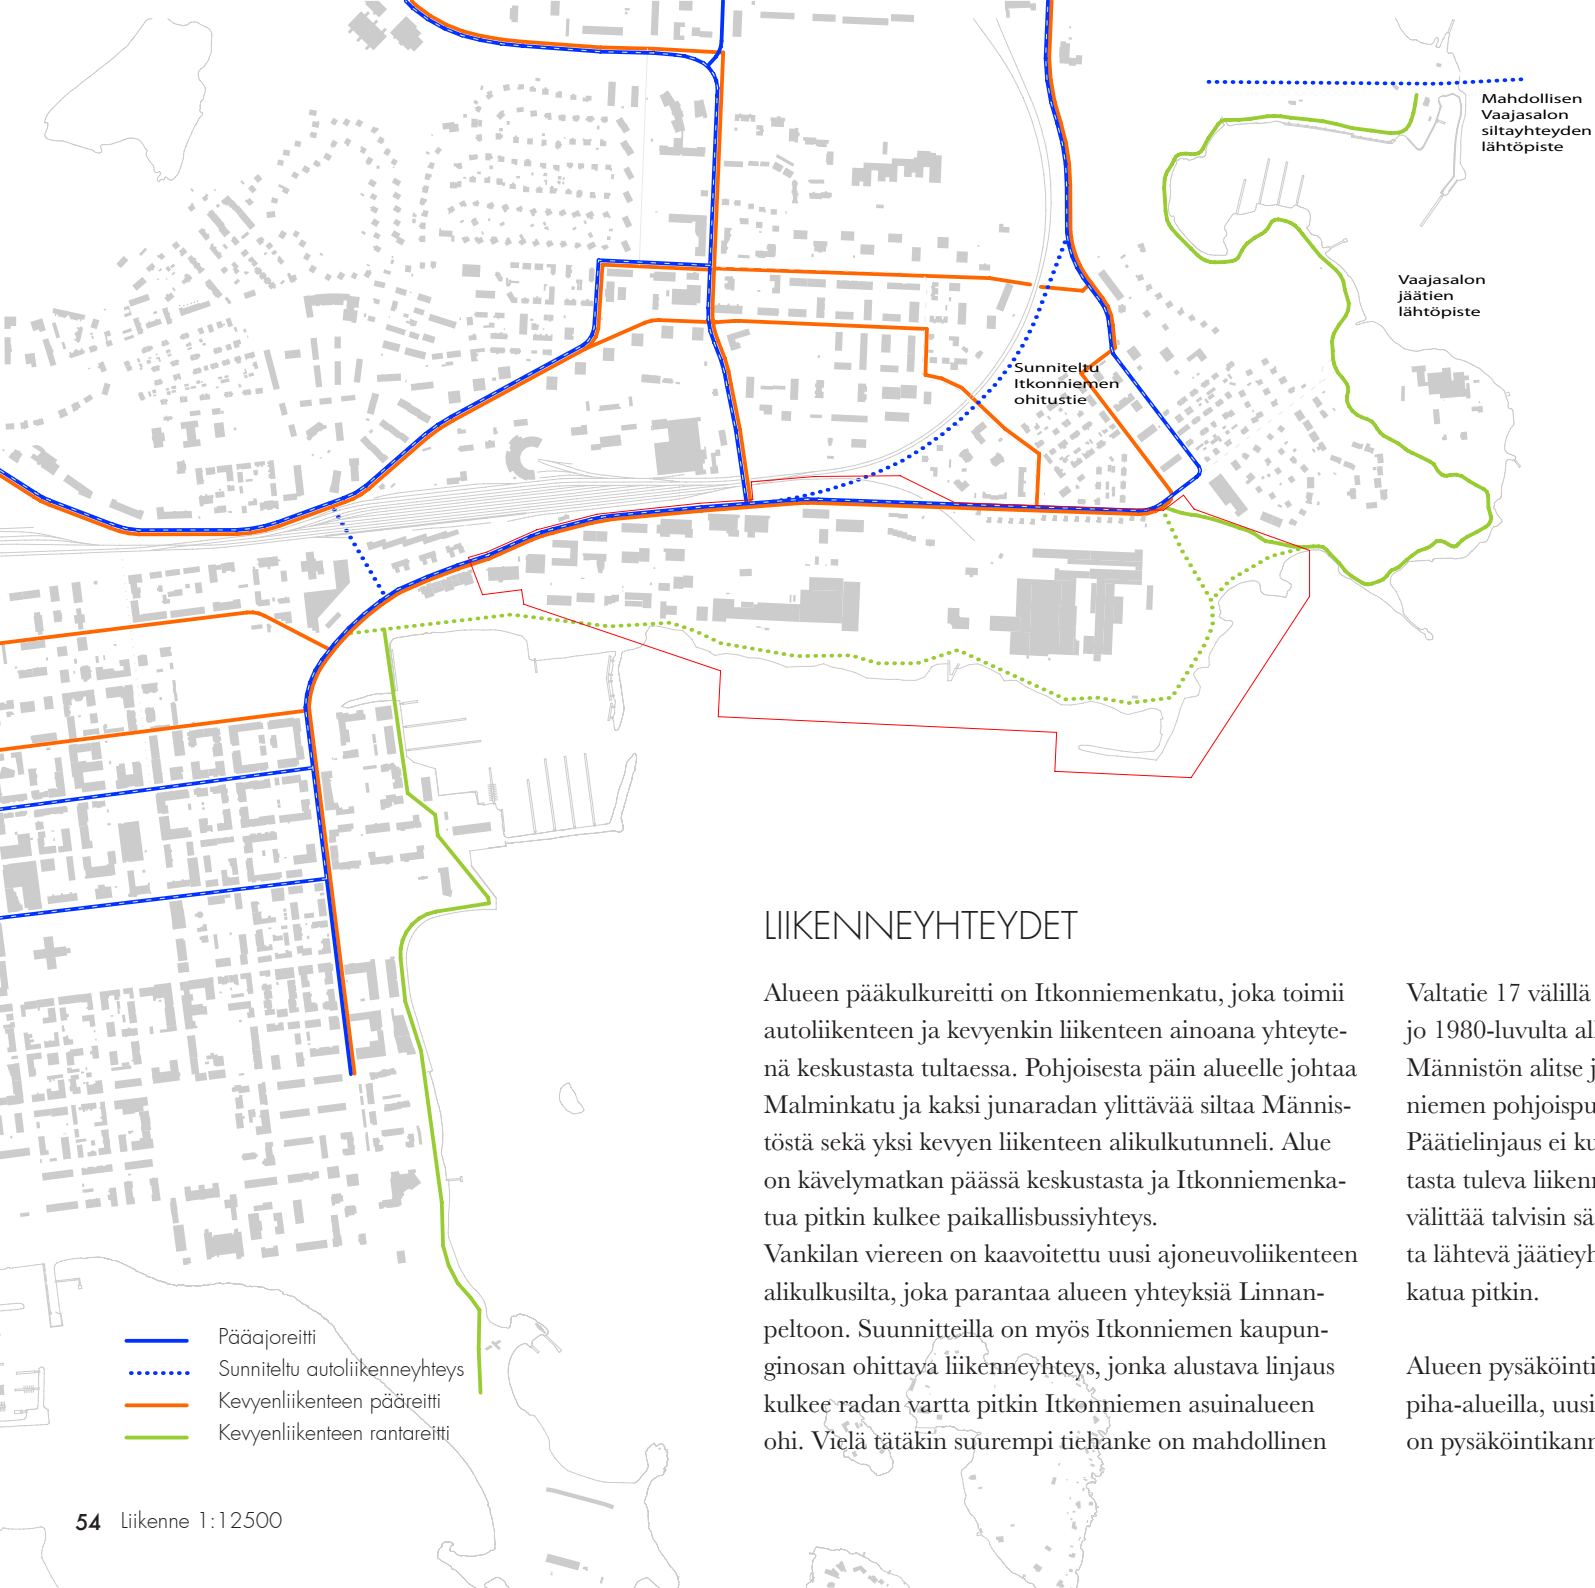 Mahdollisen
Vaajasalon
siltayhteyden
lähtöpiste
Vaajasalon
jäätien
lähtöpiste
Sunniteltu
Itkonniemen
ohitustie
LIIKENNEYHTEYDET
Alueen pääkulkureitti on Itkonniemenkatu, joka toimii
autoliikenteen ja kevyenkin liikenteen ainoana yhteyte-
nä keskustasta tultaessa. Pohjoisesta päin alueelle johtaa
Malminkatu ja kaksi junaradan ylittävää siltaa Männis-
töstä sekä yksi kevyen liikenteen alikulkutunneli. Alue
on kävelymatkan päässä keskustasta ja Itkonniemenka-
tua pitkin kulkee paikallisbussiyhteys.
Vankilan viereen on kaavoitettu uusi ajoneuvoliikenteen
alikulkusilta, joka parantaa alueen yhteyksiä Linnan-
peltoon. Suunnitteilla on myös Itkonniemen kaupun-
ginosan ohittava liikenneyhteys, jonka alustava linjaus
kulkee radan vartta pitkin Itkonniemen asuinalueen
ohi. Vielä tätäkin suurempi tiehanke on mahdollinen
Valtatie 17 välillä
jo 1980-luvulta
Männistön alitse
niemen
Päätielinjaus ei
tasta tuleva
välittää talvisin
ta lähtevä
katua pitkin.
Alueen
piha-alueilla,
on
Pääajoreitti
Sunniteltu autoliikenneyhteys
Kevyenliikenteen pääreitti
Kevyenliikenteen rantareitti
54 Liikenne 1:12500